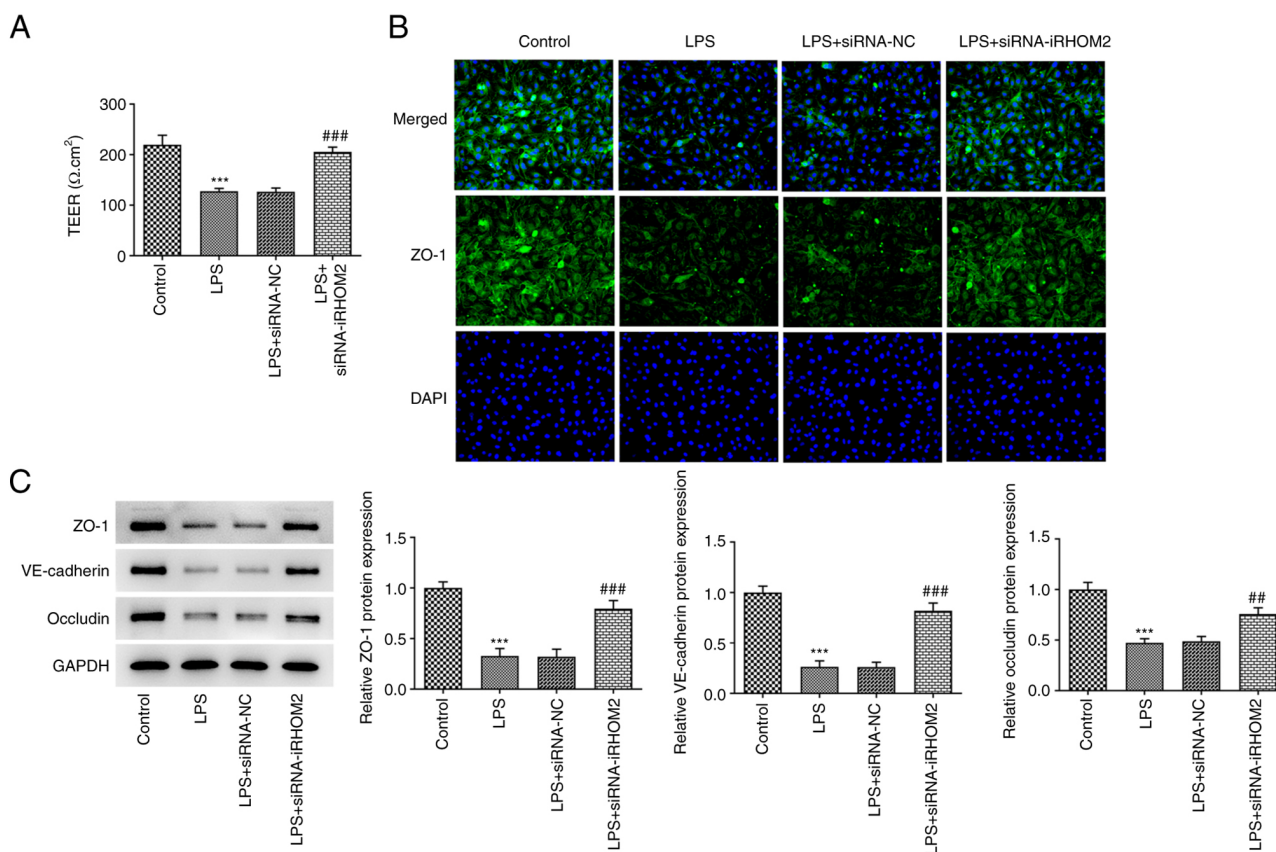 A
TEER (Ω.cm²)
300
200
100
0
***
###
Control
LPS
LPS+siRNA-NC
LPS+
siRNA-iRHOM2
B
Control
LPS
LPS+siRNA-NC
LPS+siRNA-iRHOM2
Merged
ZO-1
DAPI
C
ZO-1
VE-cadherin
Occludin
GAPDH
Control
LPS
LPS+siRNA-NC
LPS+siRNA-iRHOM2
Relative ZO-1 protein expression
1.5
1.0
0.5
0.0
***
###
Control
LPS
LPS+siRNA-NC
LPS+siRNA-iRHOM2
Relative VE-cadherin protein expression
1.5
1.0
0.5
0.0
***
###
Control
LPS
LPS+siRNA-NC
LPS+siRNA-iRHOM2
Relative occludin protein expression
1.5
1.0
0.5
0.0
***
##
Control
LPS
LPS+siRNA-NC
LPS+siRNA-iRHOM2